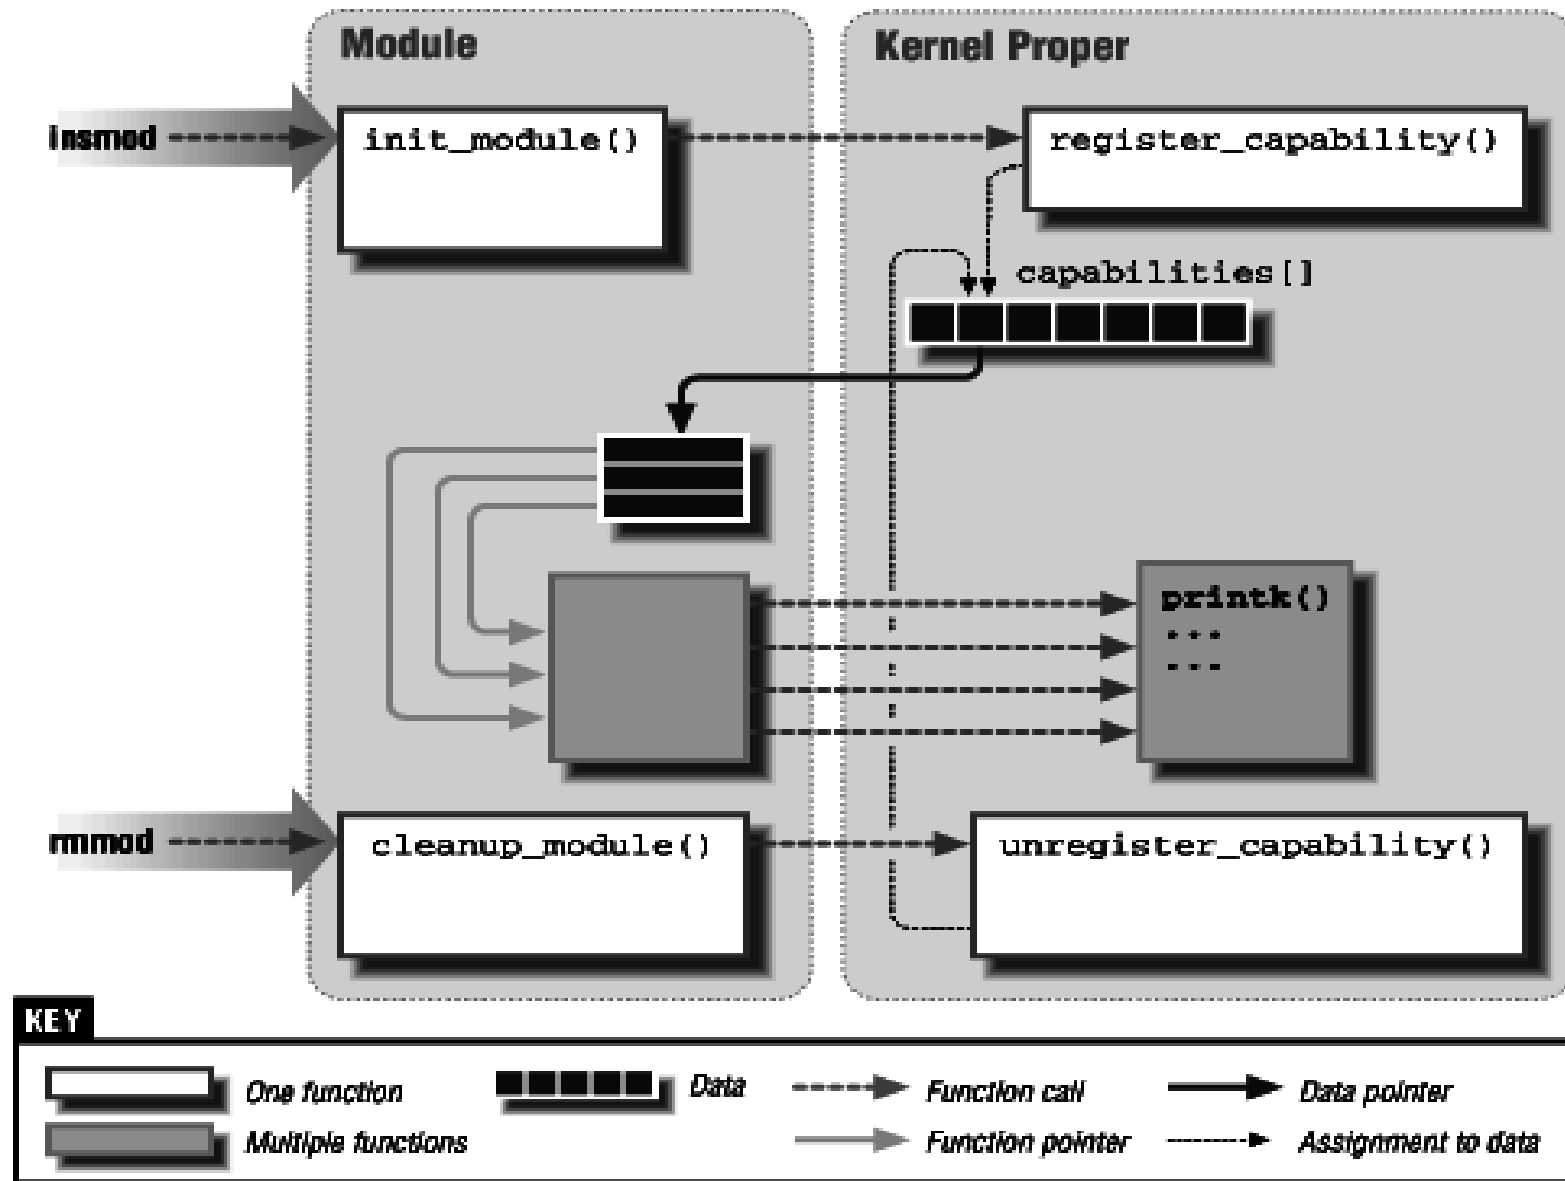 Module
Kernel Proper
insmod
init_module()
register_capability()
capabilities[]
printk()
...
...
rmmod
cleanup_module()
unregister_capability()
KEY
One function
Data
Function call
Data pointer
Multiple functions
Function pointer
Assignment to data